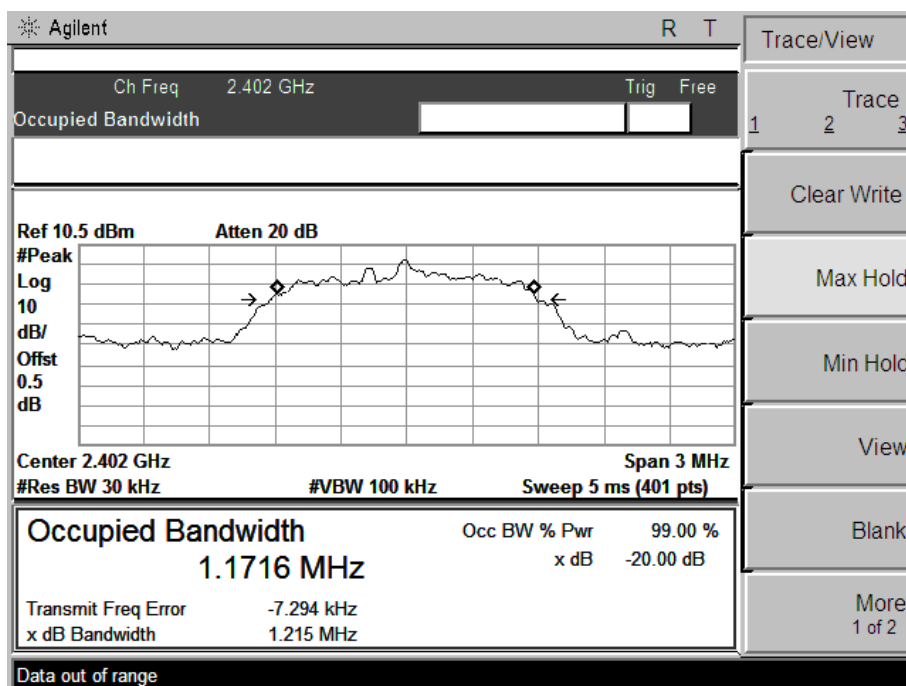 Agilent R T
Ch Freq 2.402 GHz Trig Free
Occupied Bandwidth
Ref 10.5 dBm Atten 20 dB
#Peak
Log
10
dB/
Offst
0.5
dB
Center 2.402 GHz Span 3 MHz
#Res BW 30 kHz #VBW 100 kHz Sweep 5 ms (401 pts)
Occupied Bandwidth
1.1716 MHz
Occ BW % Pwr 99.00 %
x dB -20.00 dB
Transmit Freq Error -7.294 kHz
x dB Bandwidth 1.215 MHz
Data out of range
Trace/View
Trace
1 2 3
Clear Write
Max Hold
Min Hold
View
Blank
More
1 of 2